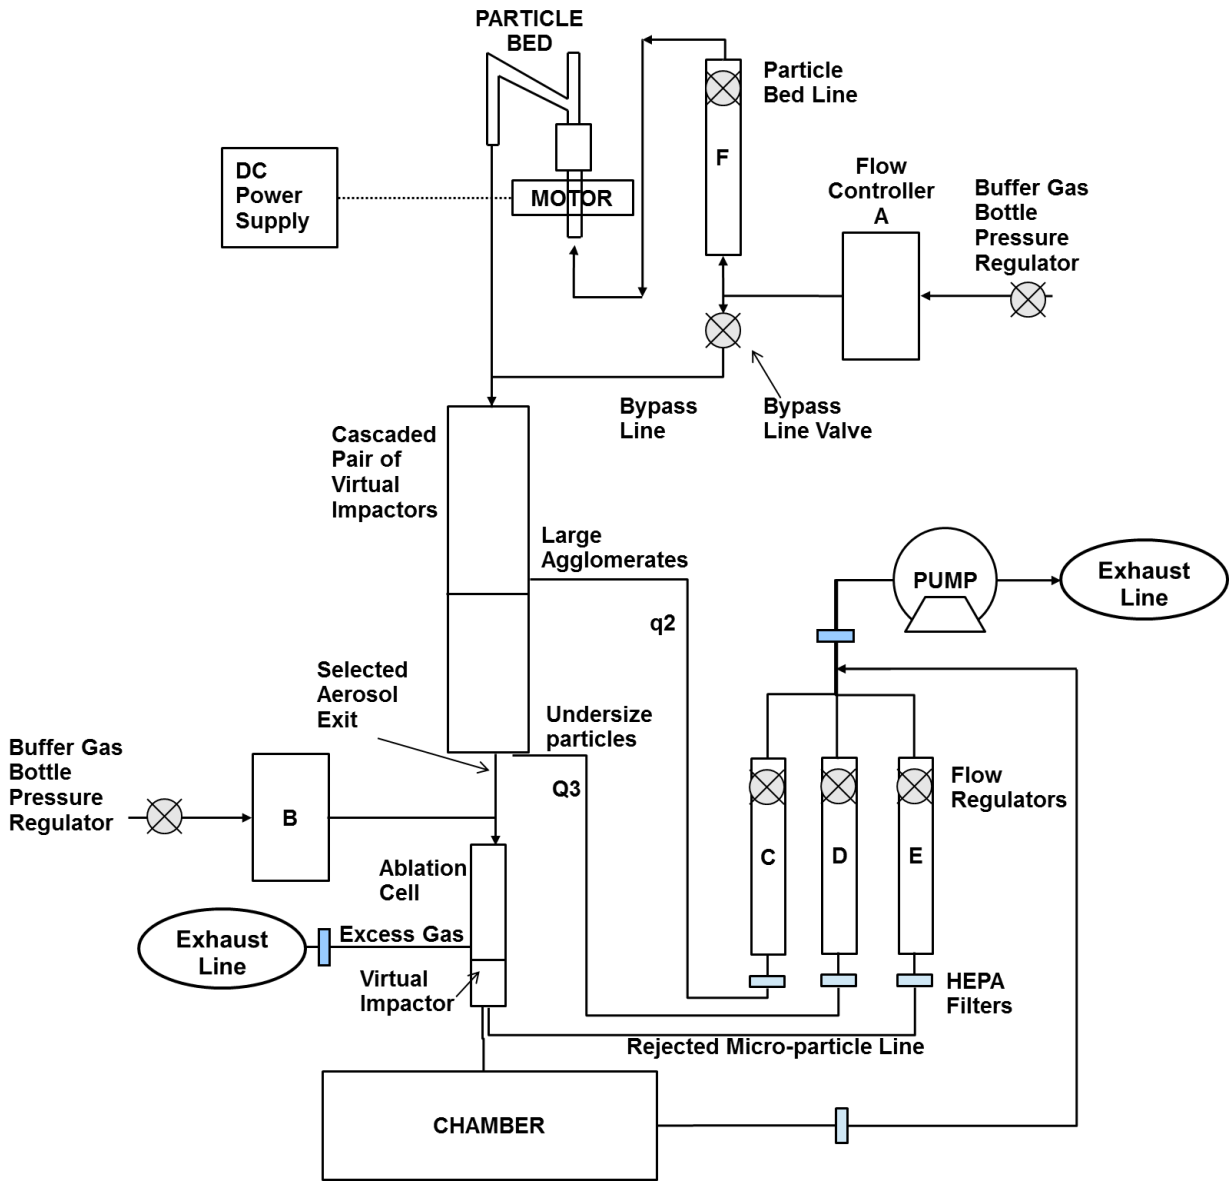 PARTICLE
BED
Particle
Bed Line
F
DC
Power
Supply
MOTOR
Flow
Controller
A
Buffer Gas
Bottle
Pressure
Regulator
Bypass
Line
Bypass
Line Valve
Cascaded
Pair of
Virtual
Impactors
Large
Agglomerates
q2
PUMP
Exhaust
Line
Selected
Aerosol
Exit
Undersize
particles
Q3
Buffer Gas
Bottle
Pressure
Regulator
B
Flow
Regulators
C
D
E
Ablation
Cell
Exhaust
Line
Excess Gas
Virtual
Impactor
HEPA
Filters
Rejected Micro-particle Line
CHAMBER